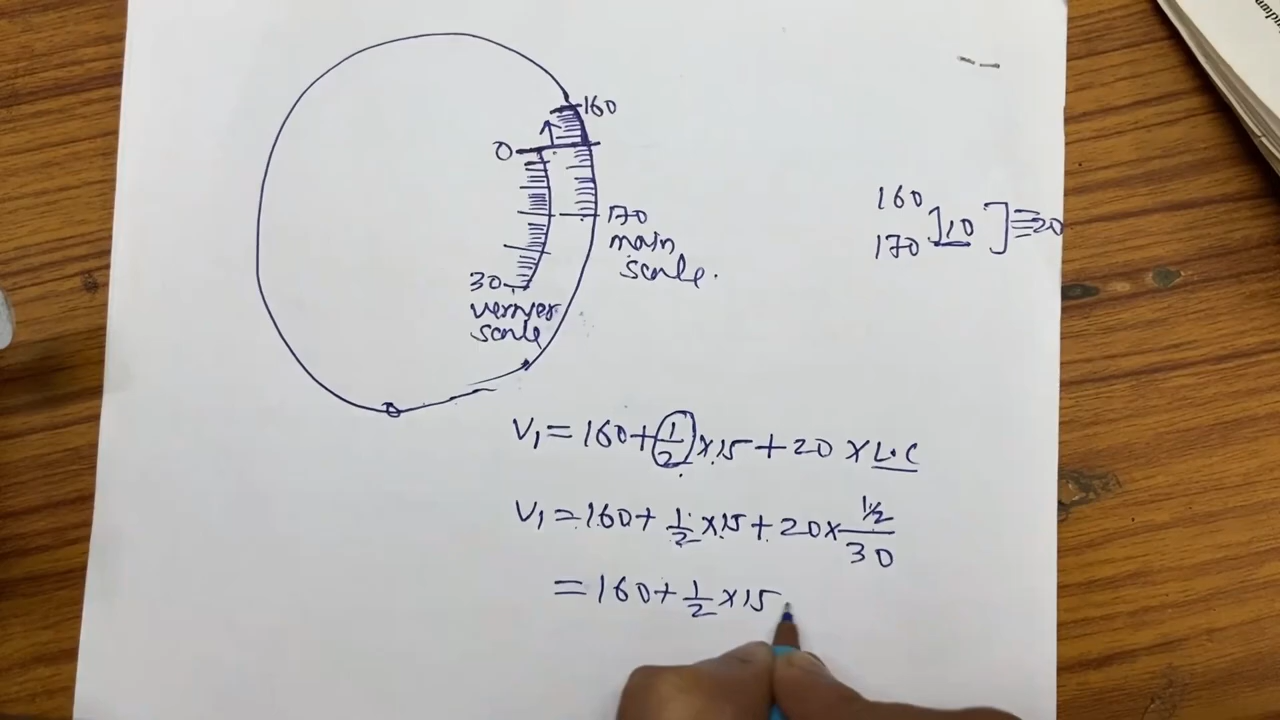 160
0
170
main
scale.
30
vernier
scale
160
170
10
20
V₁ = 160 + 1/2 × 15 + 20 × L.C
V₁ = 160 + 1/2 × 15 + 20 × 1/2/30
= 160 + 1/2 × 15